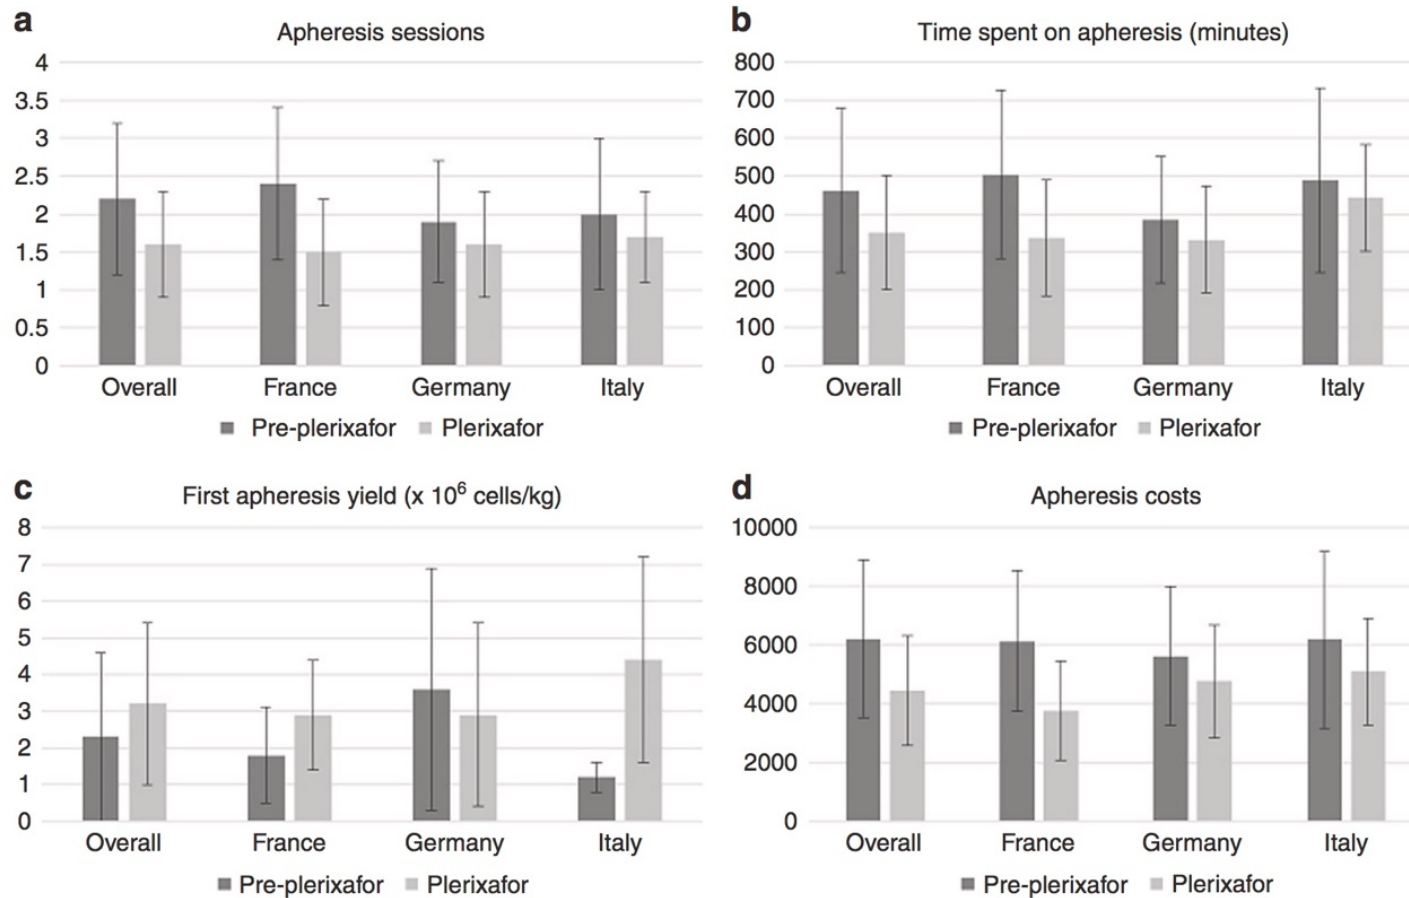 a
Apheresis sessions
4
3.5
3
2.5
2
1.5
1
0.5
0
Overall France Germany Italy
Pre-plerixafor Plerixafor
b
Time spent on apheresis (minutes)
800
700
600
500
400
300
200
100
0
Overall France Germany Italy
Pre-plerixafor Plerixafor
c
First apheresis yield (x 10⁶ cells/kg)
8
7
6
5
4
3
2
1
0
Overall France Germany Italy
Pre-plerixafor Plerixafor
d
Apheresis costs
10000
8000
6000
4000
2000
0
Overall France Germany Italy
Pre-plerixafor Plerixafor